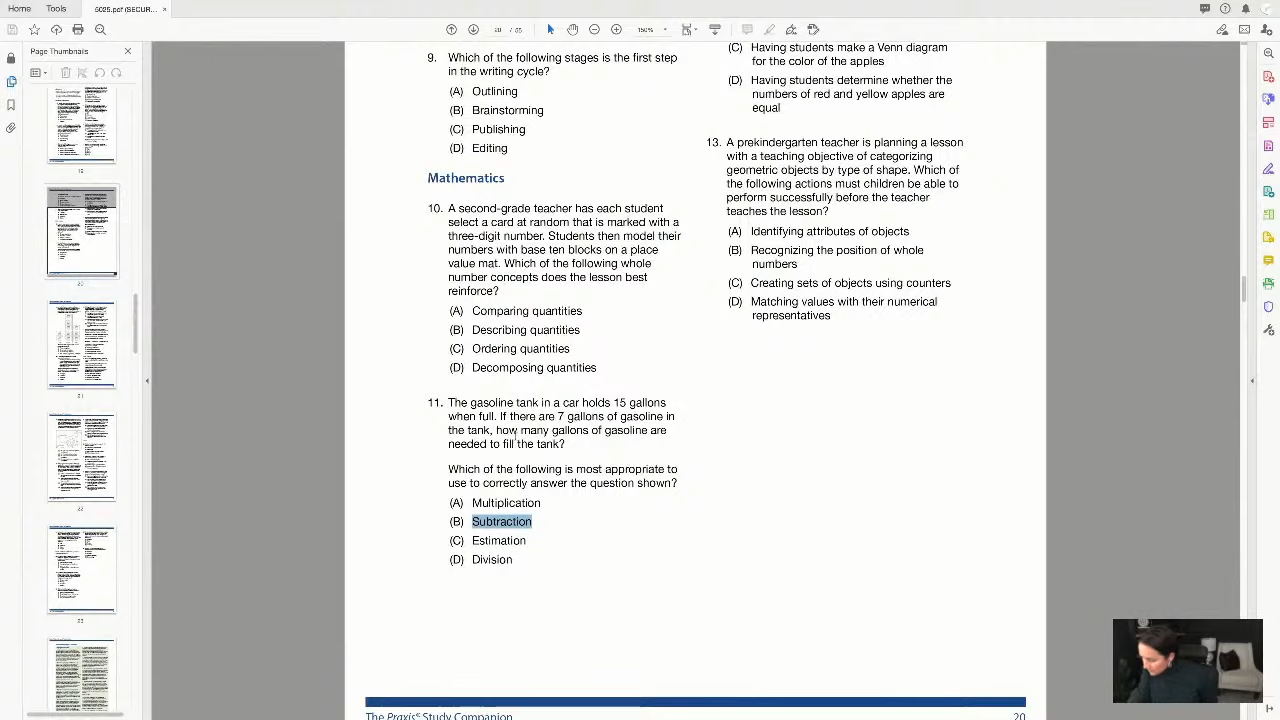 Home
Tools
5025.pdf (SECUR...
20 / 65
150%
Page Thumbnails
19
20
21
22
23
9. Which of the following stages is the first step
in the writing cycle?
(A) Outlining
(B) Brainstorming
(C) Publishing
(D) Editing
Mathematics
10. A second-grade teacher has each student
select a card at random that is marked with a
three-digit number. Students then model their
numbers with base ten blocks on a place
value mat. Which of the following whole
number concepts does the lesson best
reinforce?
(A) Comparing quantities
(B) Describing quantities
(C) Ordering quantities
(D) Composing quantities
11. The gasoline tank in a car holds 15 gallons
when full. If there are 7 gallons of gasoline in
the tank, how many gallons of gasoline are
needed to fill the tank?
Which of the following is most appropriate to
use to correctly answer the question shown?
(A) Multiplication
(B) Subtraction
(C) Estimation
(D) Division
(C) Having students make a Venn diagram
for the color of the apples
(D) Having students determine whether the
numbers of red and yellow apples are
equal
13. A prekindergarten teacher is planning a lesson
with a teaching objective of categorizing
geometric objects by type of shape. Which of
the following actions must children be able to
perform successfully before the teacher
teaches the lesson?
(A) Identifying attributes of objects
(B) Recognizing the position of whole
numbers
(C) Creating sets of objects using counters
(D) Matching values with their numerical
representatives
The Praxis® Study Companion
20